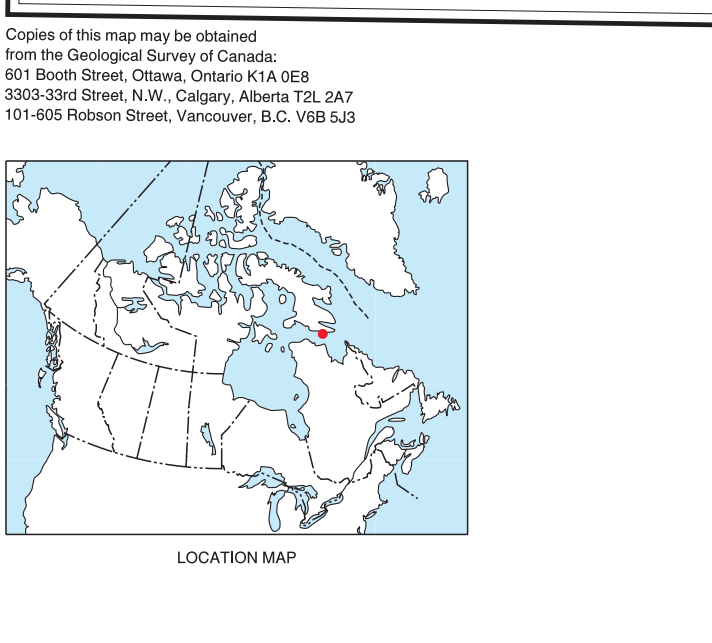 Copies of this map may be obtained
from the Geological Survey of Canada:
601 Booth Street, Ottawa, Ontario K1A 0E8
3303-33rd Street, N.W., Calgary, Alberta T2L 2A7
101-605 Robson Street, Vancouver, B.C. V6B 5J3
LOCATION MAP